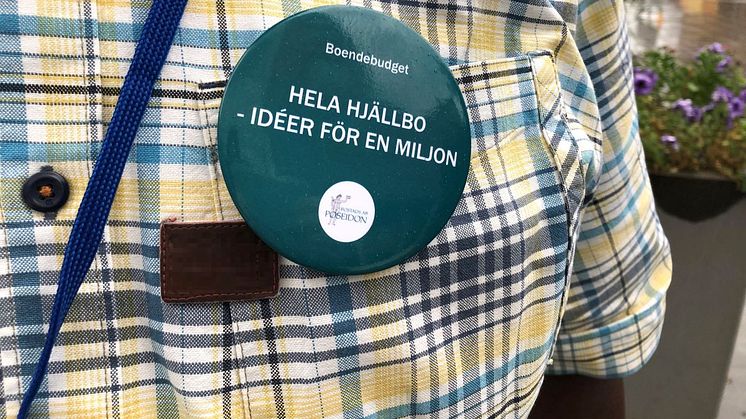 Boendebudget
HELA HJÄLLBO
- IDÉER FÖR EN MILJON
BOSTADS AB
POSEIDON